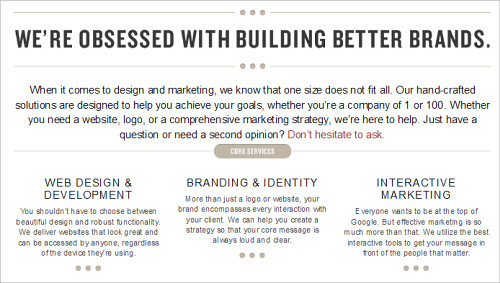 WE'RE OBSESSED WITH BUILDING BETTER BRANDS.
When it comes to design and marketing, we know that one size does not fit all. Our hand-crafted
solutions are designed to help you achieve your goals, whether you're a company of 1 or 100. Whether
you need a website, logo, or a comprehensive marketing strategy, we're here to help. Just have a
question or need a second opinion? Don't hesitate to ask.
CORE SERVICES
WEB DESIGN &
DEVELOPMENT
You shouldn't have to choose between
beautiful design and robust functionality.
We deliver websites that look great and
can be accessed by anyone, regardless
of the device they're using.
BRANDING & IDENTITY
More than just a logo or website, your
brand encompasses every interaction with
your client. We can help you create a
strategy so that your core message is
always loud and clear.
INTERACTIVE
MARKETING
Everyone wants to be at the top of
Google. But effective marketing is so
much more than that. We utilize the best
interactive tools to get your message in
front of the people that matter.